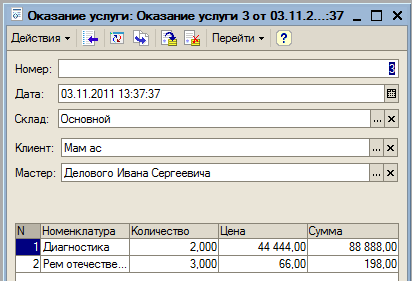 Оказание услуги: Оказание услуги 3 от 03.11.2...:37
Действия Перейти ?
Номер: 3
Дата: 03.11.2011 13:37:37
Склад: Основной ... ×
Клиент: Мам ас ... ×
Мастер: Делового Ивана Сергеевича ... ×
N Номенклатура Количество Цена Сумма
1 Диагностика 2,000 44 444,00 88 888,00
2 Рем отечестве... 3,000 66,00 198,00